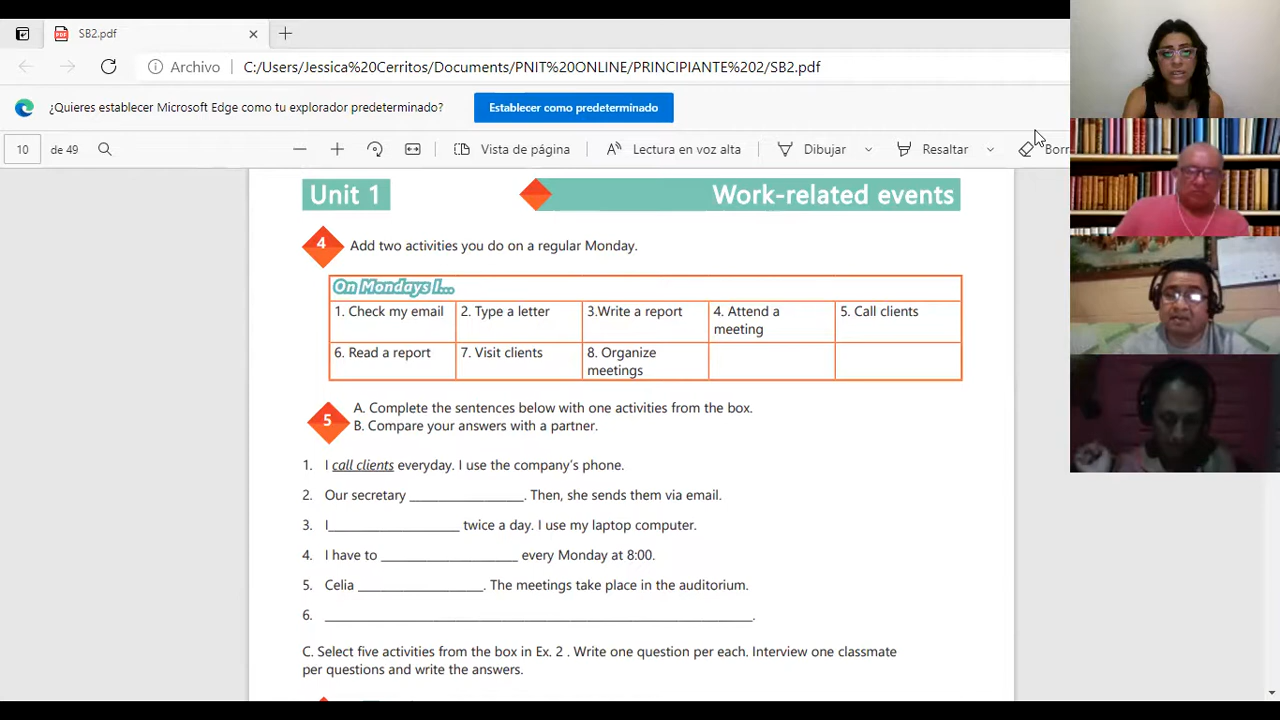 SB2.pdf
Archivo C:/Users/Jessica%20Cerritos/Documents/PNIT%20ONLINE/PRINCIPIANTE%202/SB2.pdf
¿Quieres establecer Microsoft Edge como tu explorador predeterminado? Establecer como predeterminado
10 de 49 Vista de página Lectura en voz alta Dibujar Resaltar Borr
Unit 1 Work-related events
4 Add two activities you do on a regular Monday.
On Mondays I...
1. Check my email 2. Type a letter 3.Write a report 4. Attend a meeting 5. Call clients
6. Read a report 7. Visit clients 8. Organize meetings
5 A. Complete the sentences below with one activities from the box.
B. Compare your answers with a partner.
1. I call clients everyday. I use the company's phone.
2. Our secretary __________________. Then, she sends them via email.
3. I_____________________ twice a day. I use my laptop computer.
4. I have to ______________________ every Monday at 8:00.
5. Celia ____________________. The meetings take place in the auditorium.
6. ____________________________________________________________________.
C. Select five activities from the box in Ex. 2 . Write one question per each. Interview one classmate
per questions and write the answers.